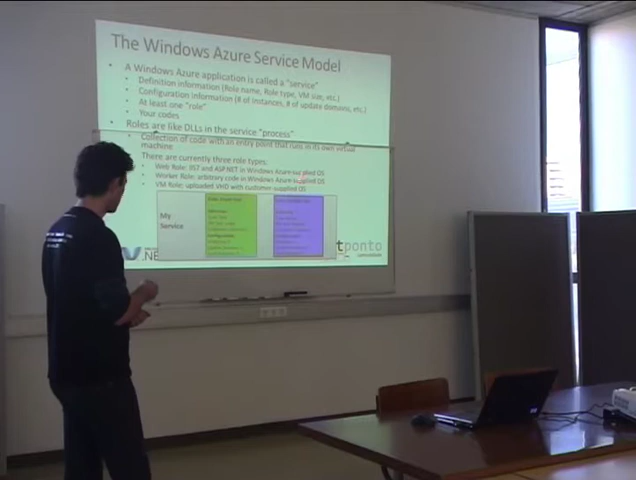 The Windows Azure Service Model
• A Windows Azure application is called a "service"
• Definition information (Role name, Role type, VM size, etc.)
• Configuration information (# of instances, # of update domains, etc.)
• At least one "role"
• Your codes
• Roles are like DLLs in the service "process"
• Collection of code with an entry point that runs in its own virtual
machine
There are currently three role types:
• Web Role: IIS7 and ASP.NET in Windows Azure-supplied OS
• Worker Role: arbitrary code in Windows Azure-supplied OS
• VM Role: uploaded VHD with customer-supplied OS
My
Service
.NE
tponto